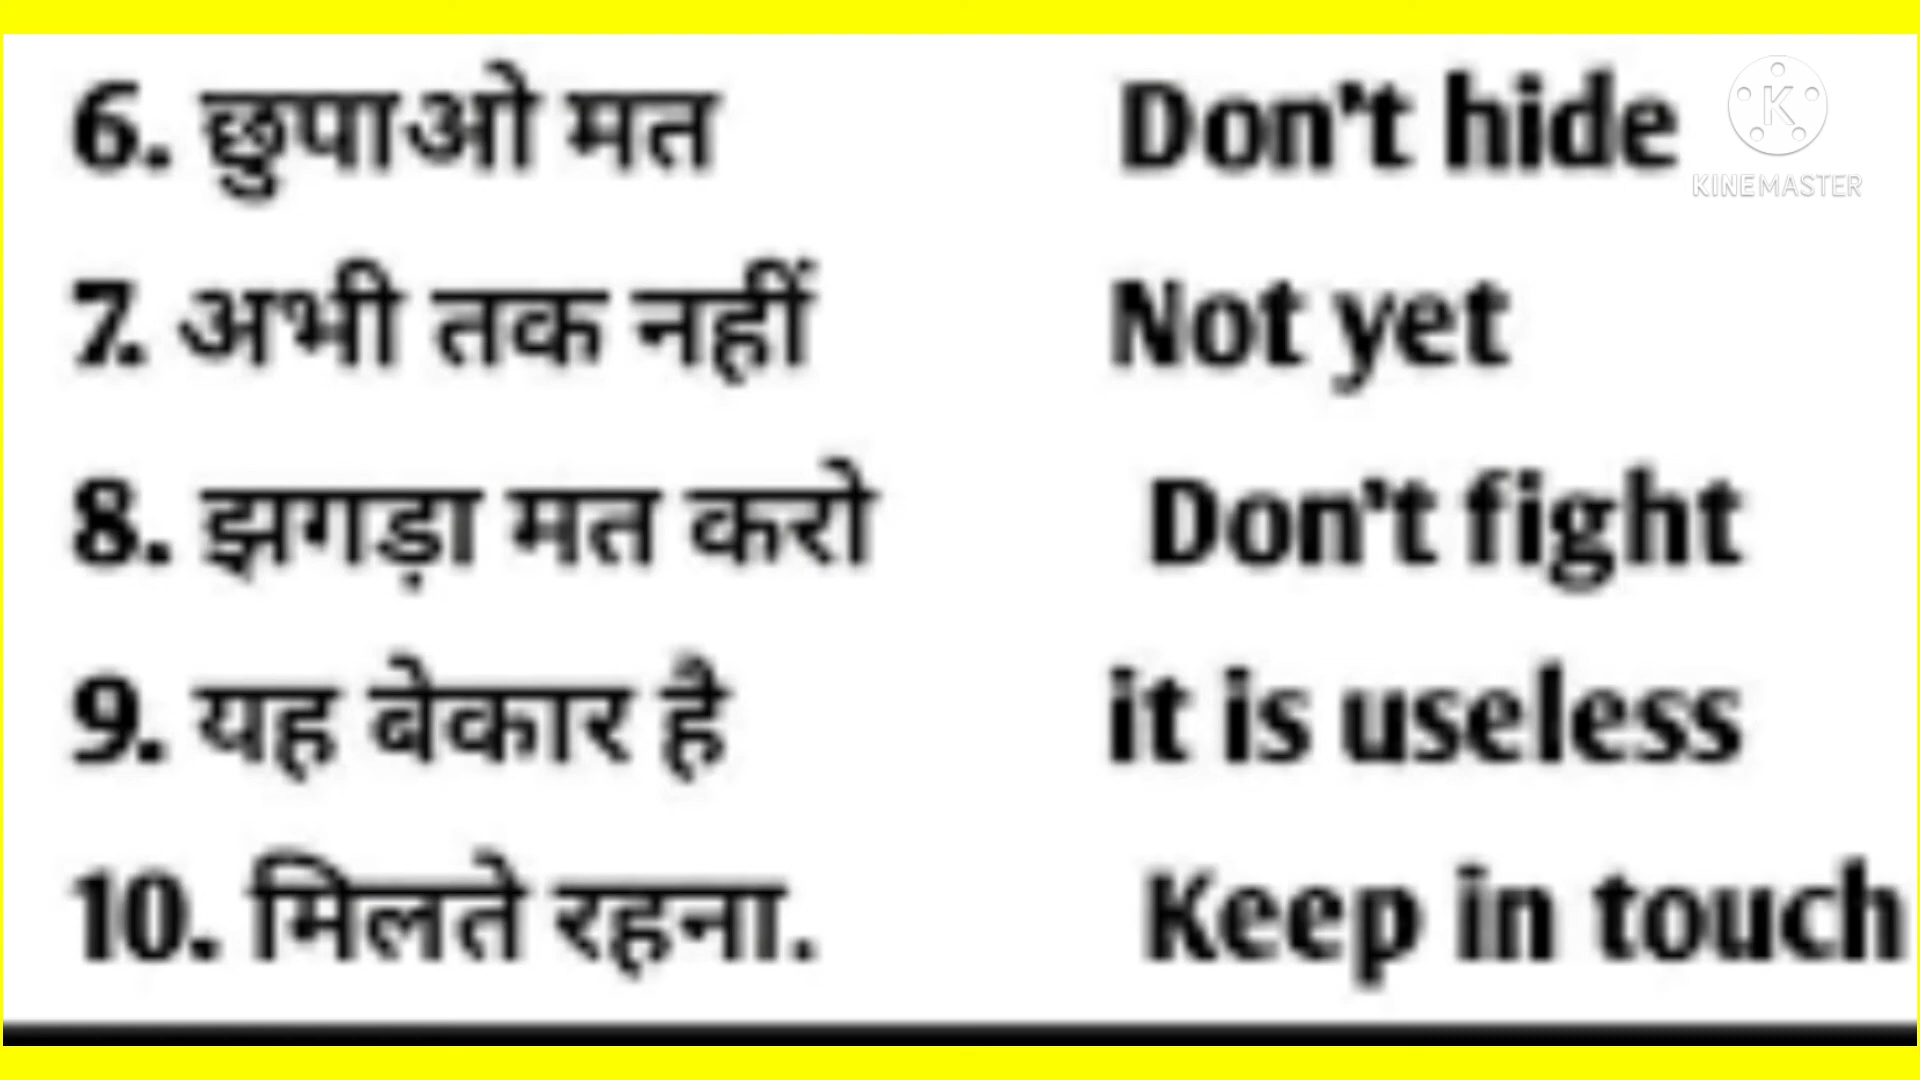 6. छुपाओ मत Don't hide
KINEMASTER
7. अभी तक नहीं Not yet
8. झगड़ा मत करो Don't fight
9. यह बेकार है it is useless
10. मिलते रहना. Keep in touch